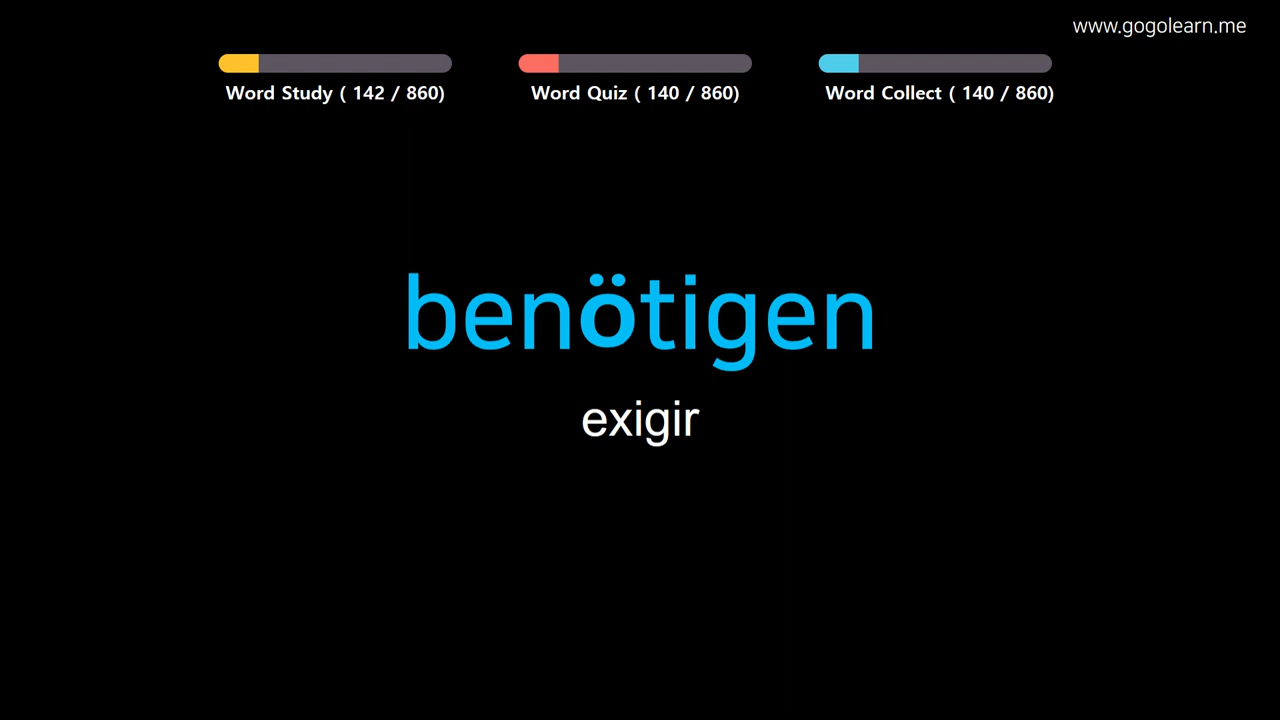 www.gogolearn.me
Word Study ( 142 / 860)
Word Quiz ( 140 / 860)
Word Collect ( 140 / 860)
benötigen
exigir